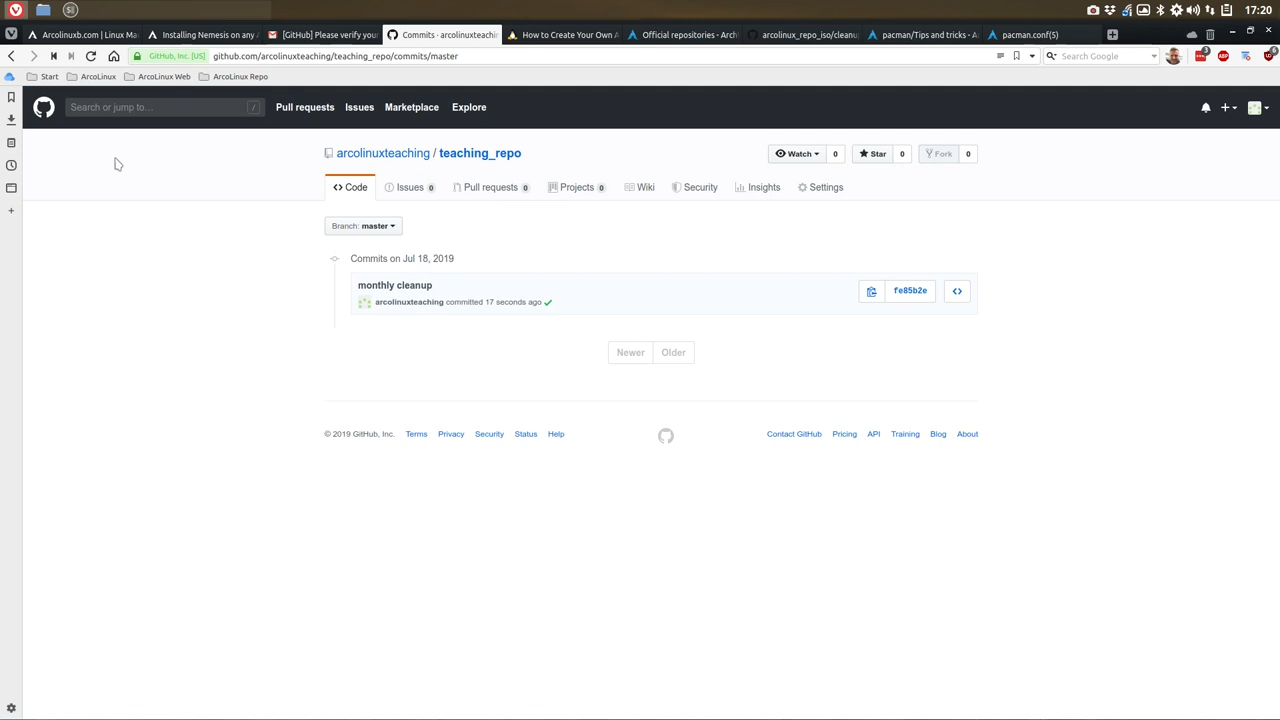 17:20
Arcolinuxb.com | Linux Ma
Installing Nemesis on any A
[GitHub] Please verify your
Commits · arcolinuxteachin
How to Create Your Own A
Official repositories - Arch
arcolinux_repo_iso/cleanup
pacman/Tips and tricks - A
pacman.conf(5)
GitHub, Inc. [US] github.com/arcolinuxteaching/teaching_repo/commits/master
Search Google
Start ArcoLinux ArcoLinux Web ArcoLinux Repo
Search or jump to… / Pull requests Issues Marketplace Explore
arcolinuxteaching / teaching_repo
Watch 0 Star 0 Fork 0
Code Issues 0 Pull requests 0 Projects 0 Wiki Security Insights Settings
Branch: master
Commits on Jul 18, 2019
monthly cleanup
arcolinuxteaching committed 17 seconds ago
fe85b2e
Newer Older
© 2019 GitHub, Inc. Terms Privacy Security Status Help
Contact GitHub Pricing API Training Blog About